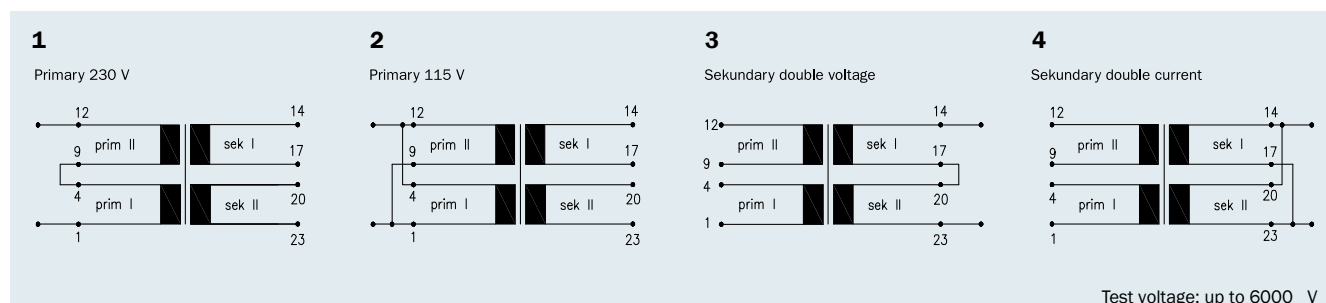 1
Primary 230 V
12
14
prim II
sek I
9
17
4
20
prim I
sek II
1
23
2
Primary 115 V
12
14
prim II
sek I
9
17
4
20
prim I
sek II
1
23
3
Sekundary double voltage
12
14
prim II
sek I
9
17
4
20
prim I
sek II
1
23
4
Sekundary double current
12
14
prim II
sek I
9
17
4
20
prim I
sek II
1
23
Test voltage: up to 6000 V